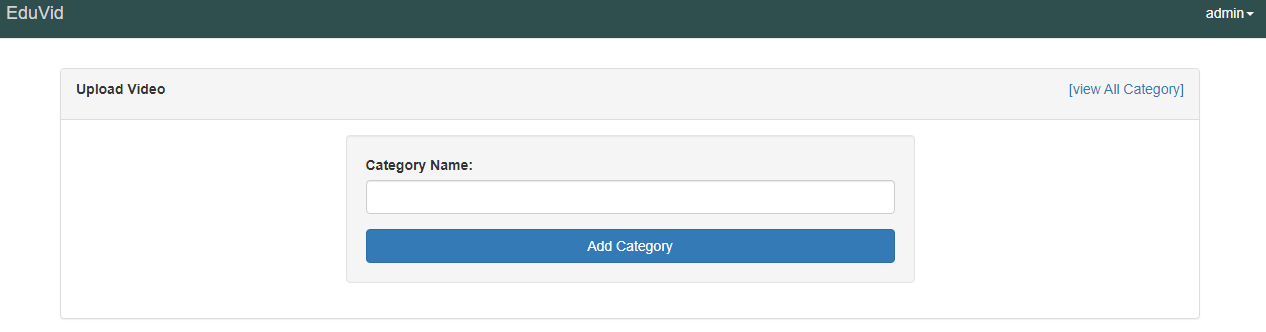 EduVid
admin
Upload Video
[view All Category]
Category Name:
Add Category